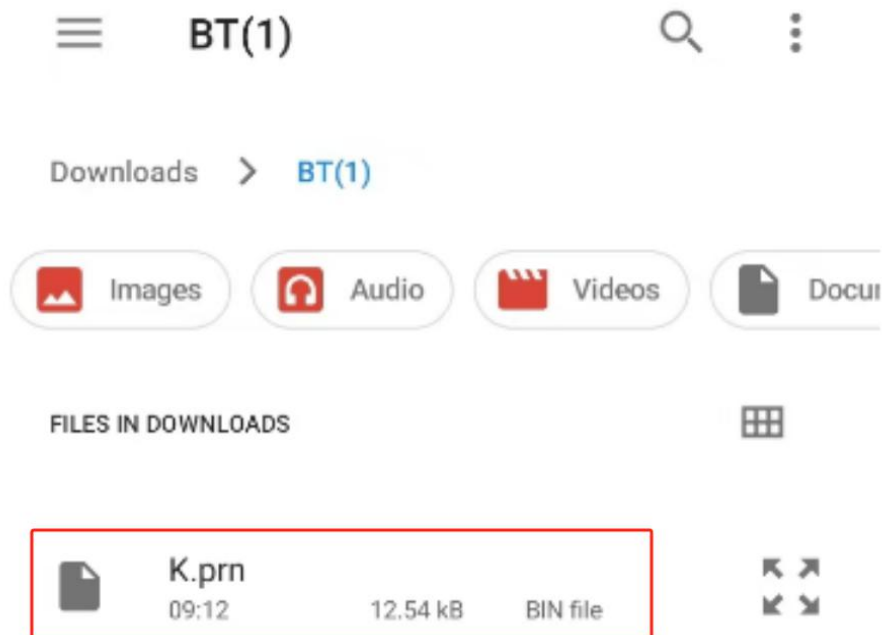 BT(1)
Downloads > BT(1)
Images Audio Videos Docu
FILES IN DOWNLOADS
K.prn
09:12 12.54 kB BIN file